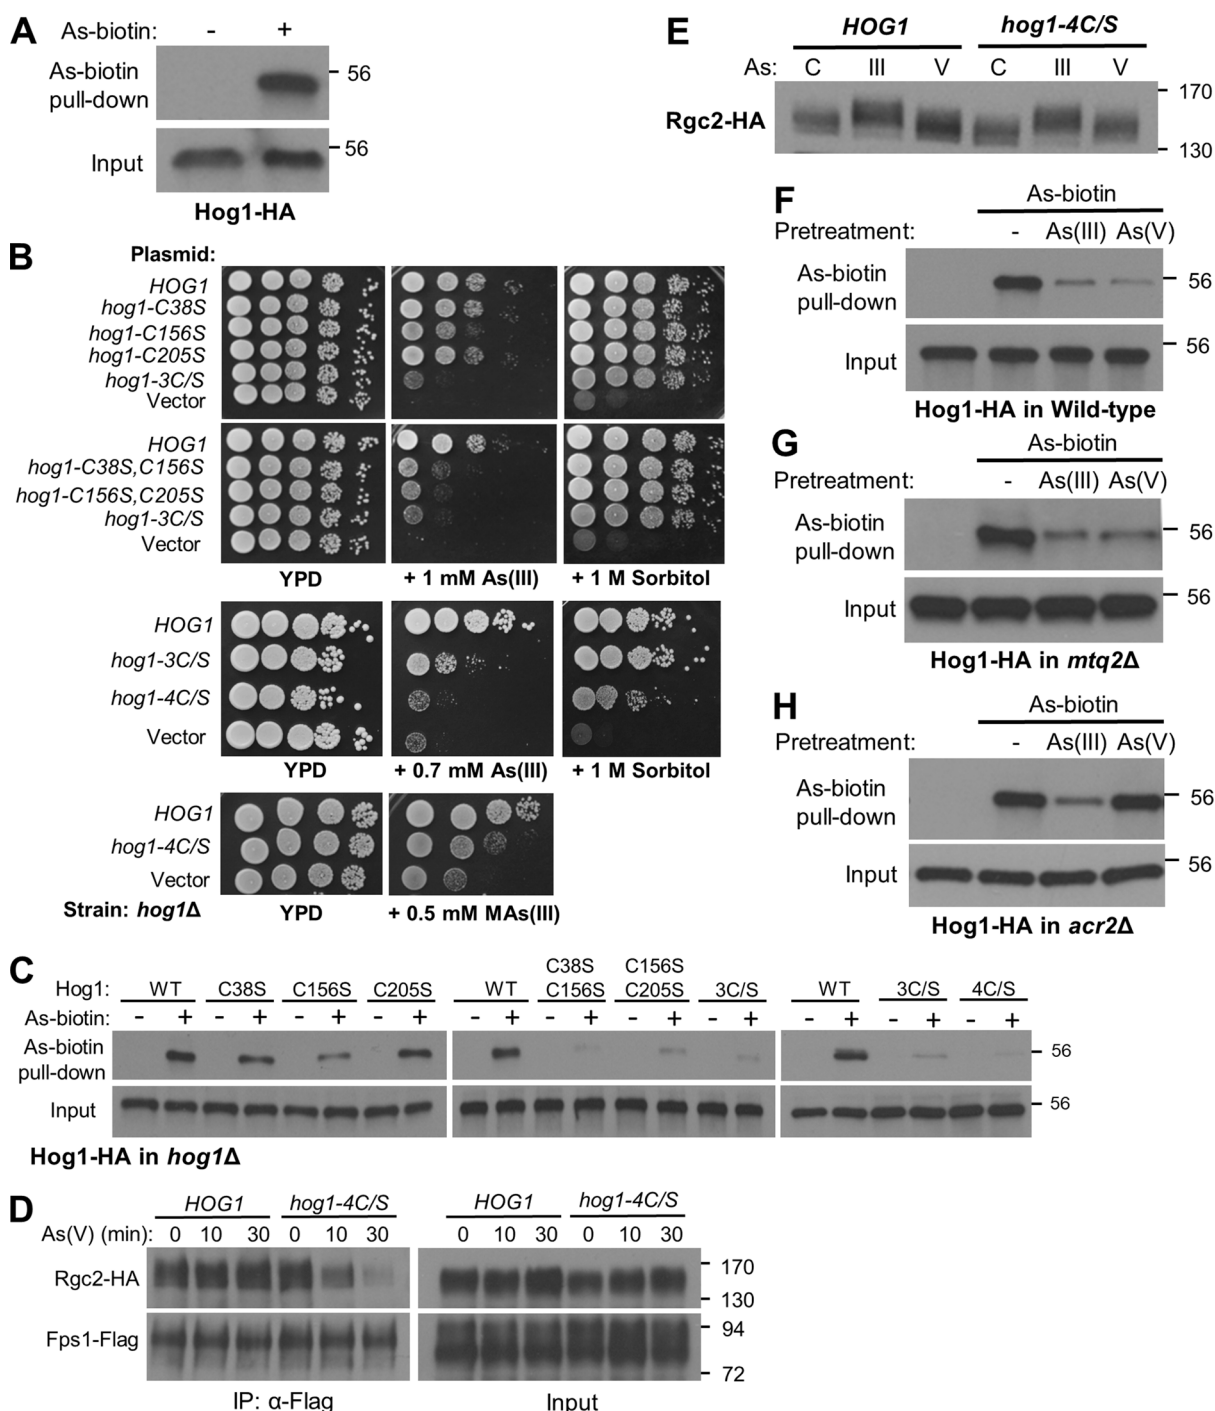 A
As-biotin: - +
As-biotin
pull-down
56
Input
56
Hog1-HA
B
Plasmid:
HOG1
hog1-C38S
hog1-C156S
hog1-C205S
hog1-3C/S
Vector
HOG1
hog1-C38S,C156S
hog1-C156S,C205S
hog1-3C/S
Vector
YPD + 1 mM As(III) + 1 M Sorbitol
HOG1
hog1-3C/S
hog1-4C/S
Vector
YPD + 0.7 mM As(III) + 1 M Sorbitol
HOG1
hog1-4C/S
Vector
Strain: hog1Δ YPD + 0.5 mM MAs(III)
C
C38S C156S
Hog1: WT C38S C156S C205S WT C156S C205S 3C/S WT 3C/S 4C/S
As-biotin: - + - + - + - + - + - + - + - + - + - + - +
As-biotin
pull-down
56
Input
56
Hog1-HA in hog1Δ
D
HOG1 hog1-4C/S HOG1 hog1-4C/S
As(V) (min): 0 10 30 0 10 30 0 10 30 0 10 30
Rgc2-HA
170
130
Fps1-Flag
94
72
IP: α-Flag Input
E
HOG1 hog1-4C/S
As: C III V C III V
Rgc2-HA
170
130
F
As-biotin
Pretreatment: - As(III) As(V)
As-biotin
pull-down
56
Input
56
Hog1-HA in Wild-type
G
As-biotin
Pretreatment: - As(III) As(V)
As-biotin
pull-down
56
Input
56
Hog1-HA in mtq2Δ
H
As-biotin
Pretreatment: - As(III) As(V)
As-biotin
pull-down
56
Input
56
Hog1-HA in acr2Δ